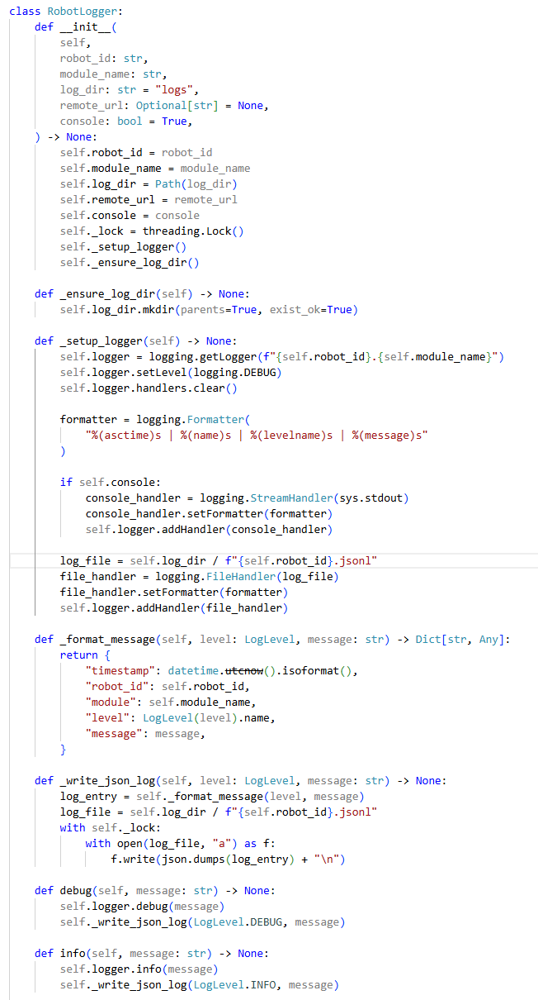 class RobotLogger:
    def __init__(
        self,
        robot_id: str,
        module_name: str,
        log_dir: str = "logs",
        remote_url: Optional[str] = None,
        console: bool = True,
    ) -> None:
        self.robot_id = robot_id
        self.module_name = module_name
        self.log_dir = Path(log_dir)
        self.remote_url = remote_url
        self.console = console
        self._lock = threading.Lock()
        self._setup_logger()
        self._ensure_log_dir()

    def _ensure_log_dir(self) -> None:
        self.log_dir.mkdir(parents=True, exist_ok=True)

    def _setup_logger(self) -> None:
        self.logger = logging.getLogger(f"{self.robot_id}.{self.module_name}")
        self.logger.setLevel(logging.DEBUG)
        self.logger.handlers.clear()

        formatter = logging.Formatter(
            "%(asctime)s | %(name)s | %(levelname)s | %(message)s"
        )

        if self.console:
            console_handler = logging.StreamHandler(sys.stdout)
            console_handler.setFormatter(formatter)
            self.logger.addHandler(console_handler)

        log_file = self.log_dir / f"{self.robot_id}.jsonl"
        file_handler = logging.FileHandler(log_file)
        file_handler.setFormatter(formatter)
        self.logger.addHandler(file_handler)

    def _format_message(self, level: LogLevel, message: str) -> Dict[str, Any]:
        return {
            "timestamp": datetime.utcnow().isoformat(),
            "robot_id": self.robot_id,
            "module": self.module_name,
            "level": LogLevel(level).name,
            "message": message,
        }

    def _write_json_log(self, level: LogLevel, message: str) -> None:
        log_entry = self._format_message(level, message)
        log_file = self.log_dir / f"{self.robot_id}.jsonl"
        with self._lock:
            with open(log_file, "a") as f:
                f.write(json.dumps(log_entry) + "\n")

    def debug(self, message: str) -> None:
        self.logger.debug(message)
        self._write_json_log(LogLevel.DEBUG, message)

    def info(self, message: str) -> None:
        self.logger.info(message)
        self._write_json_log(LogLevel.INFO, message)